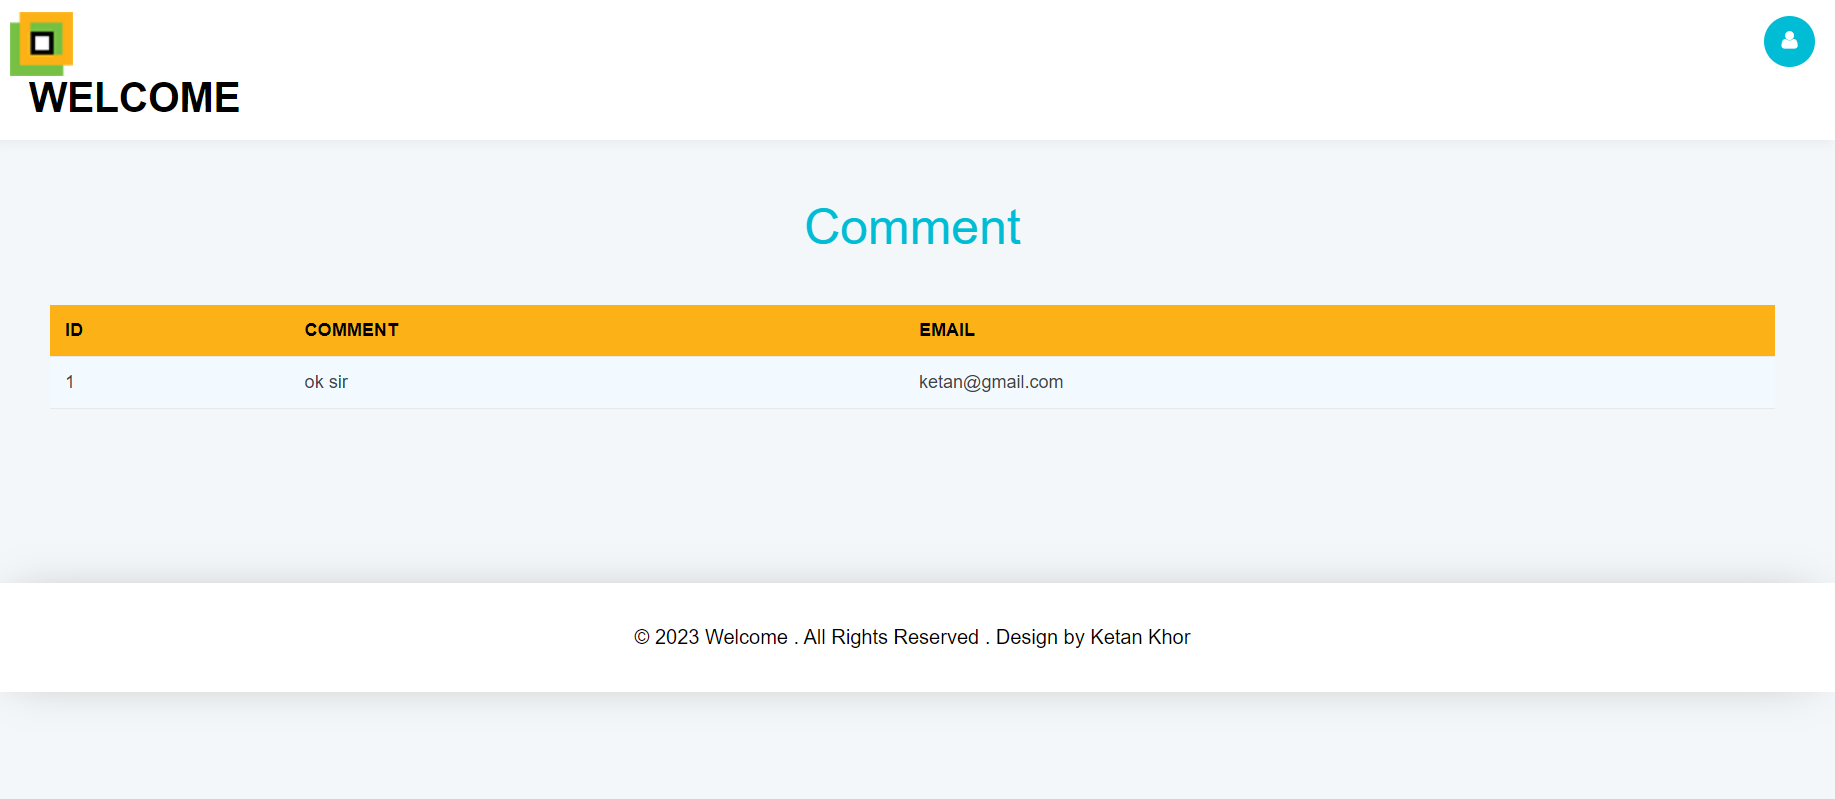 WELCOME
Comment
ID COMMENT EMAIL
1 ok sir ketan@gmail.com
© 2023 Welcome . All Rights Reserved . Design by Ketan Khor